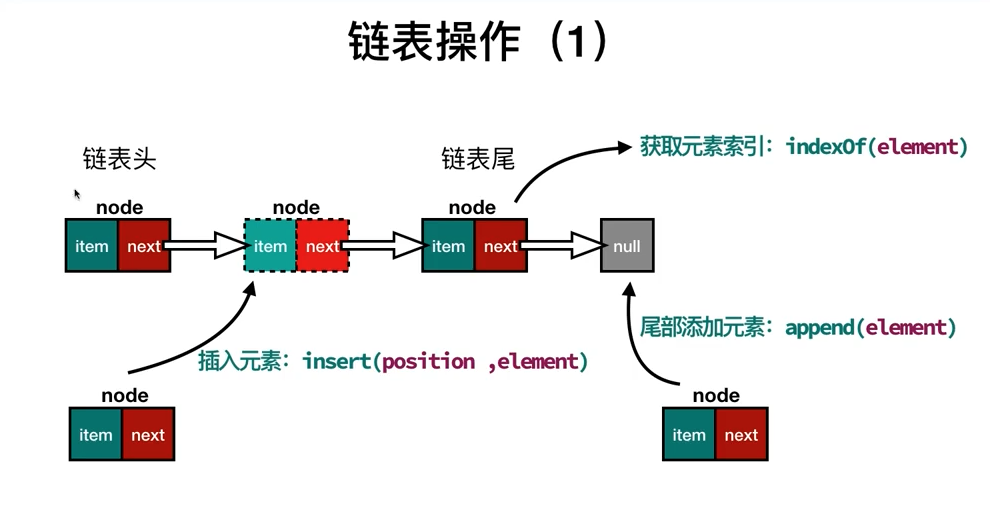 链表操作（1）
链表头
链表尾
获取元素索引：indexOf(element)
node
node
node
item
next
item
next
item
next
null
尾部添加元素：append(element)
插入元素：insert(position ,element)
node
node
item
next
item
next